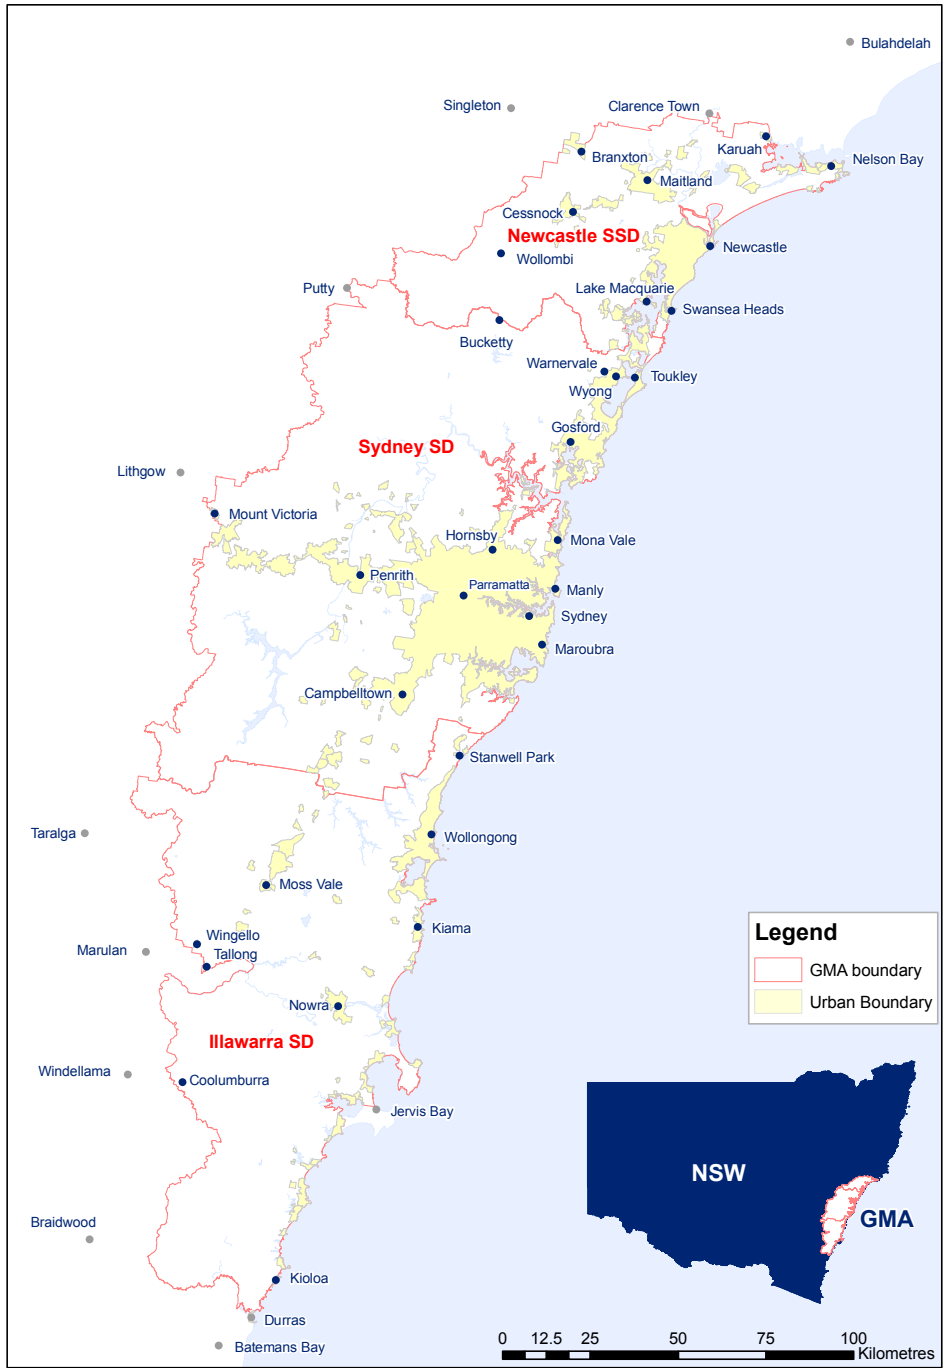 Bulahdelah
Singleton
Clarence Town
Karuah
Branxton
Nelson Bay
Maitland
Cessnock
Newcastle SSD
Newcastle
Wollombi
Putty
Lake Macquarie
Swansea Heads
Bucketty
Warnervale
Toukley
Wyong
Gosford
Sydney SD
Lithgow
Mount Victoria
Hornsby
Mona Vale
Penrith
Parramatta
Manly
Sydney
Maroubra
Campbelltown
Stanwell Park
Taralga
Wollongong
Moss Vale
Kiama
Wingello
Marulan
Tallong
Legend
GMA boundary
Urban Boundary
Nowra
Illawarra SD
Windellama
Coolumburra
Jervis Bay
NSW
GMA
Braidwood
Kioloa
Durras
Batemans Bay
0 12.5 25 50 75 100
Kilometres